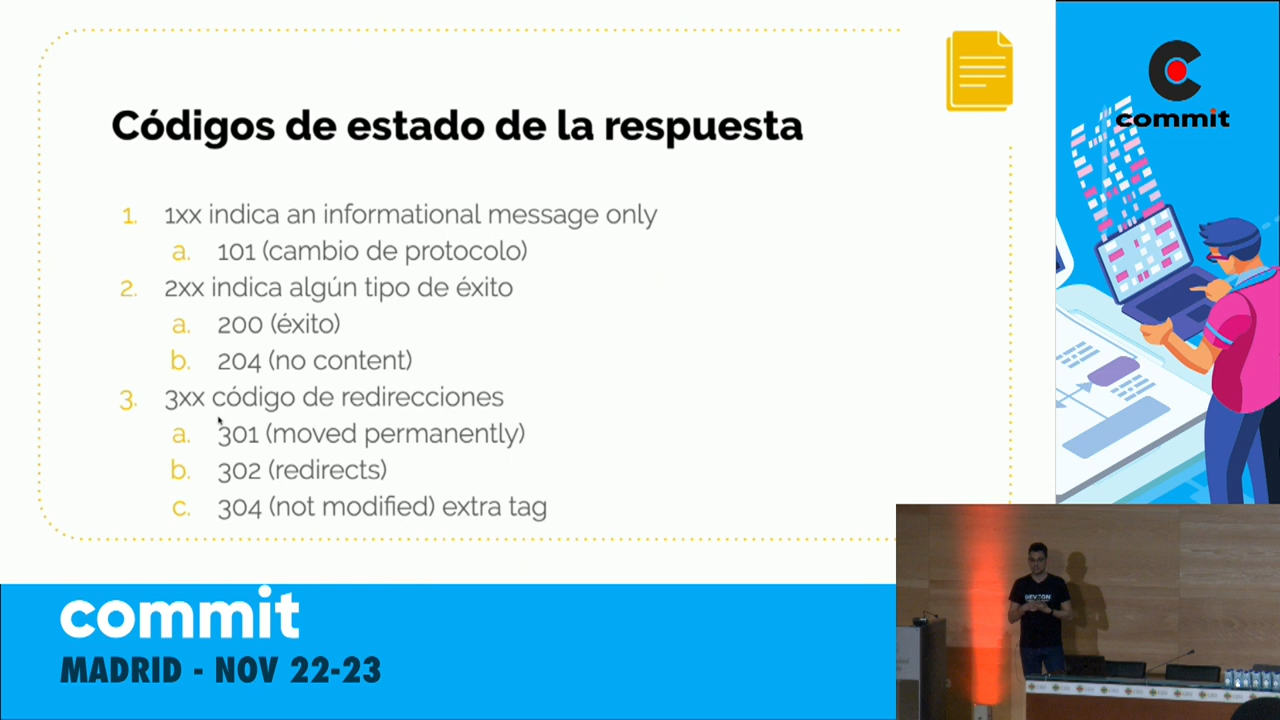 Códigos de estado de la respuesta
1. 1xx indica an informational message only
a. 101 (cambio de protocolo)
2. 2xx indica algún tipo de éxito
a. 200 (éxito)
b. 204 (no content)
3. 3xx código de redirecciones
a. 301 (moved permanently)
b. 302 (redirects)
c. 304 (not modified) extra tag
commit
commit
MADRID - NOV 22-23